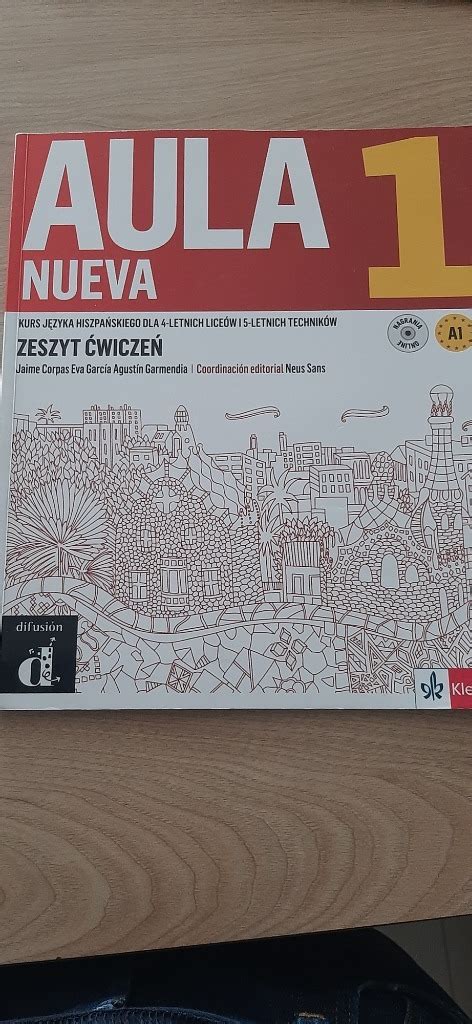 AULA 1
NUEVA
KURS JĘZYKA HISZPAŃSKIEGO DLA 4-LETNICH LICEÓW I 5-LETNICH TECHNIKÓW
ZESZYT ĆWICZEŃ
Jaime Corpas Eva García Agustín Garmendia | Coordinación editorial Neus Sans
NAGRANIA
ONLINE
A1
difusión
d
Kle